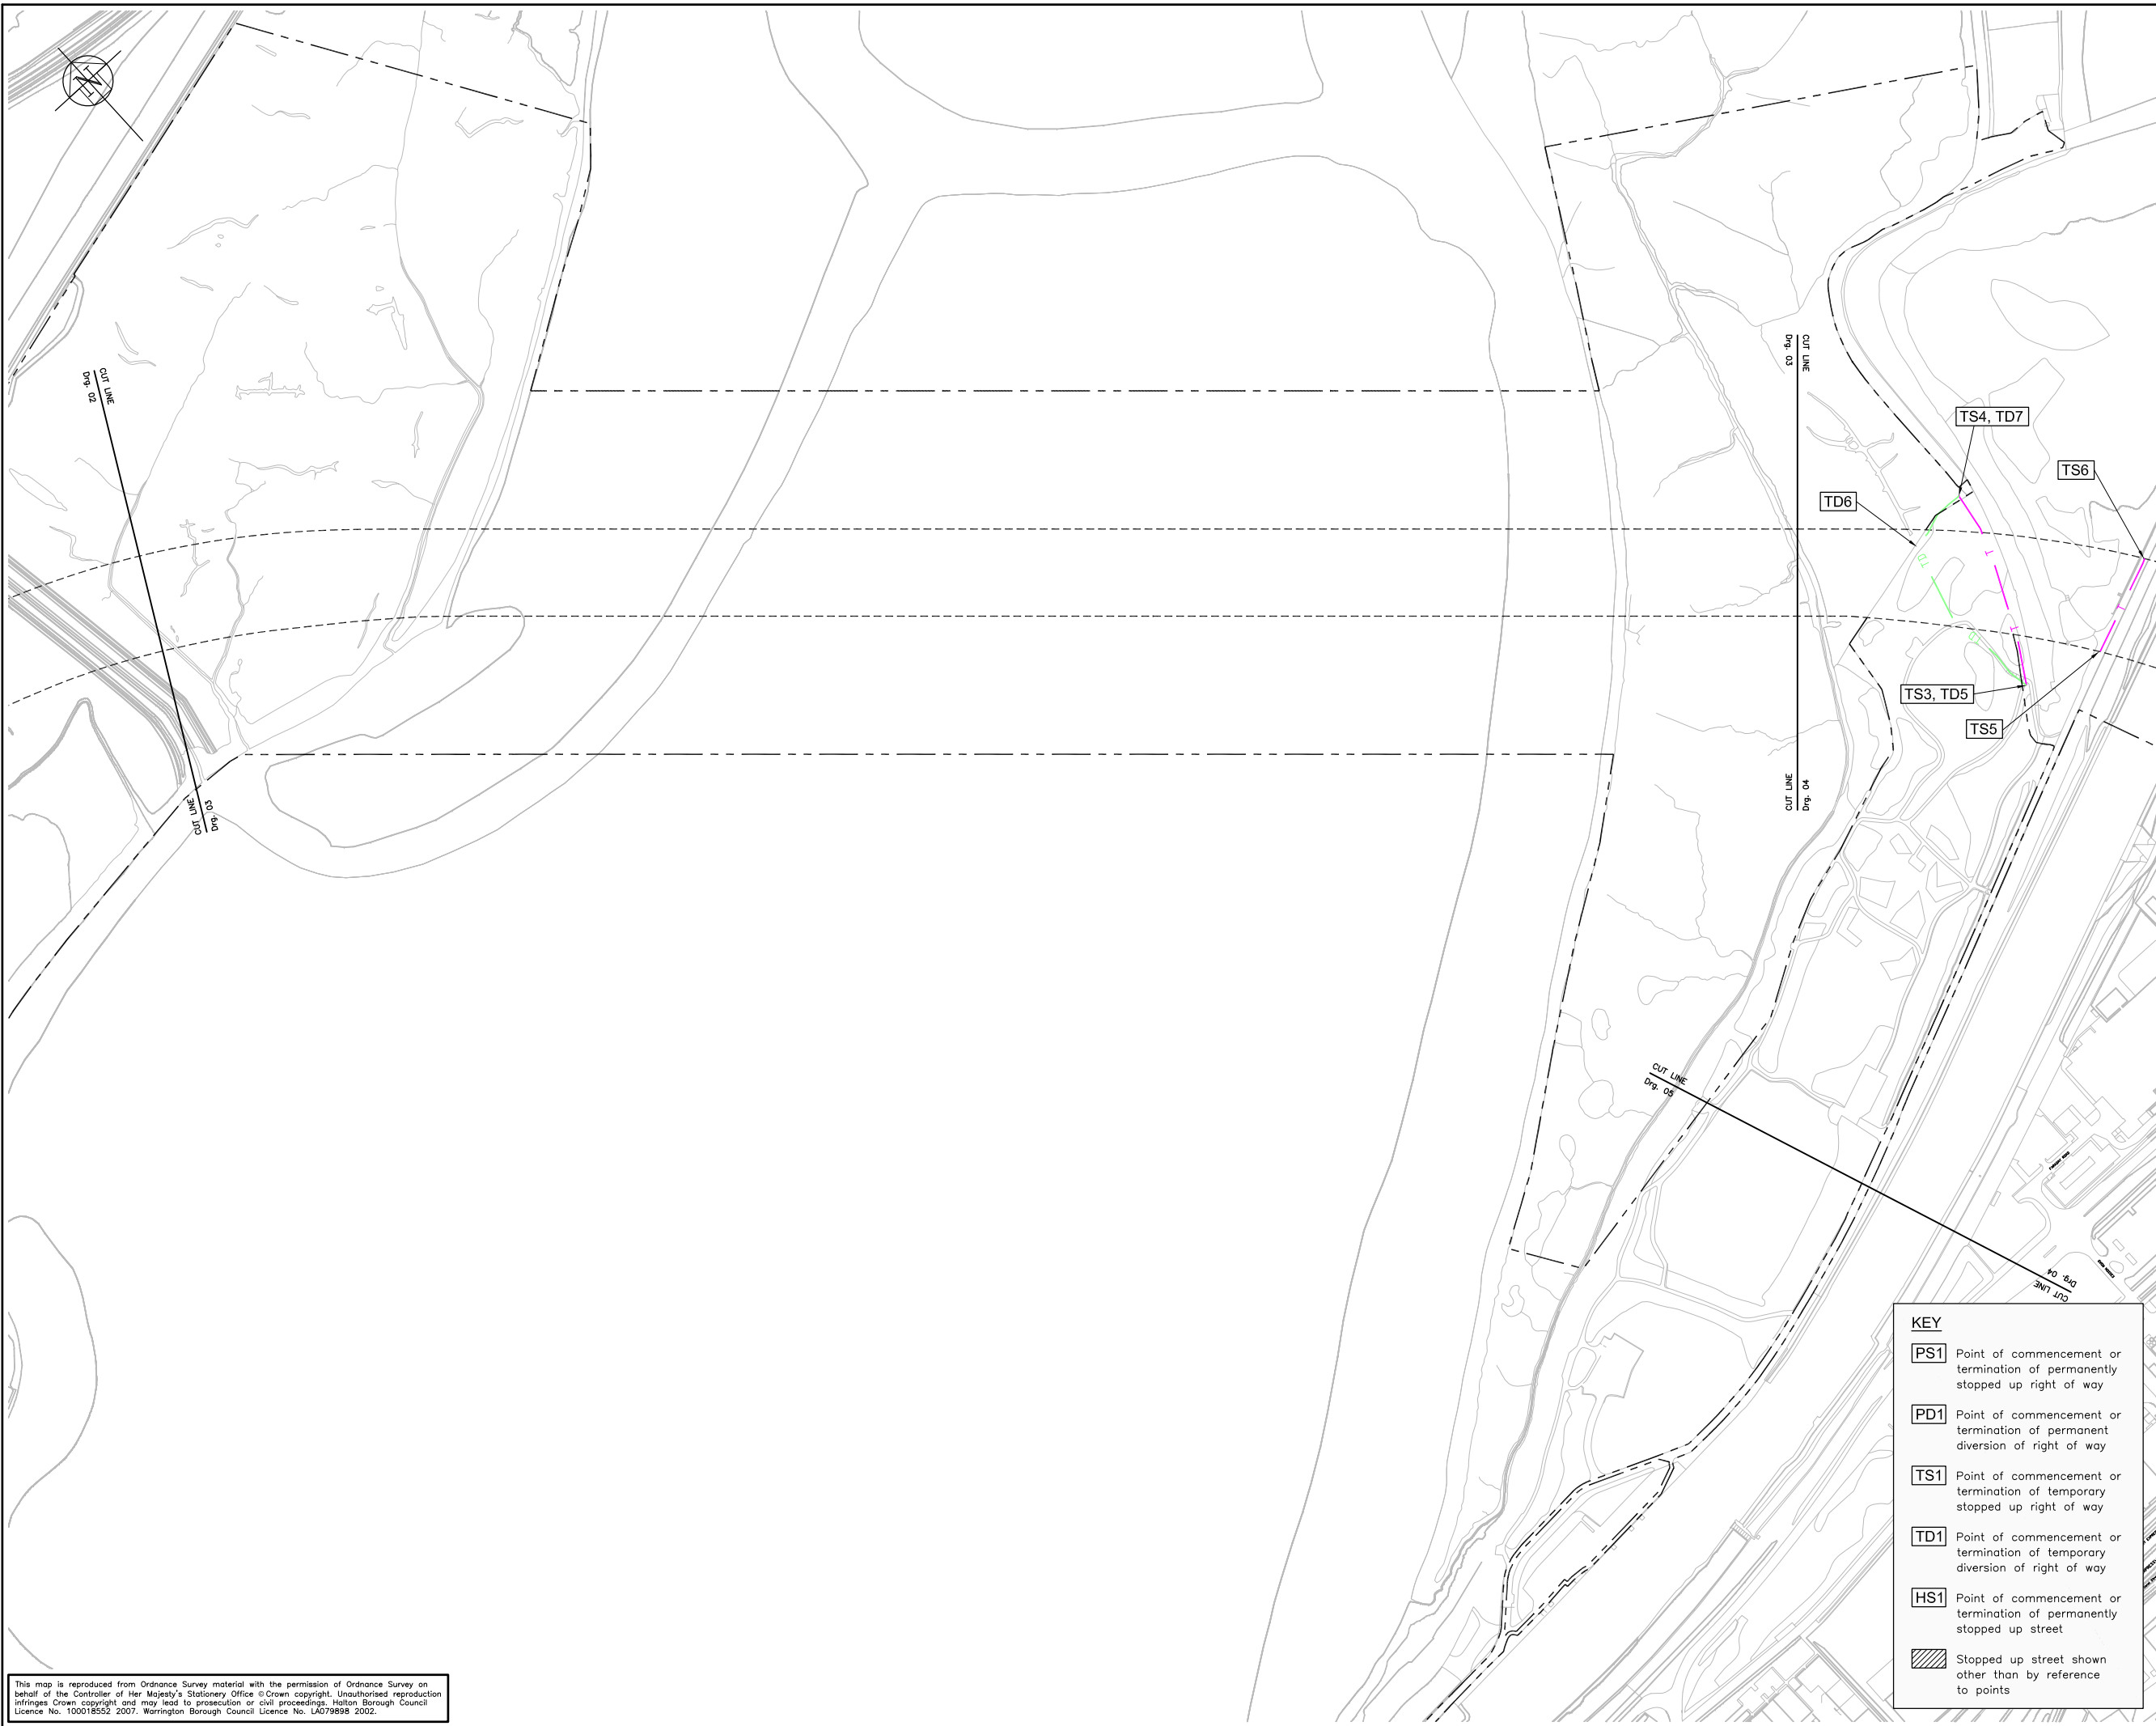 N
CUT LINE
Drg. 02
CUT LINE
Drg. 03
CUT LINE
Drg. 03
CUT LINE
Drg. 04
TS4, TD7
TS6
TD6
TD
T
T
T
TD
TS3, TD5
TS5
CUT LINE
Drg. 05
Drg. 04
CUT LINE
KEY
PS1 Point of commencement or
termination of permanently
stopped up right of way
PD1 Point of commencement or
termination of permanent
diversion of right of way
TS1 Point of commencement or
termination of temporary
stopped up right of way
TD1 Point of commencement or
termination of temporary
diversion of right of way
HS1 Point of commencement or
termination of permanently
stopped up street
Stopped up street shown
other than by reference
to points
This map is reproduced from Ordnance Survey material with the permission of Ordnance Survey on
behalf of the Controller of Her Majesty's Stationery Office © Crown copyright. Unauthorised reproduction
infringes Crown copyright and may lead to prosecution or civil proceedings. Halton Borough Council
Licence No. 100018552 2007. Warrington Borough Council Licence No. LA079898 2002.